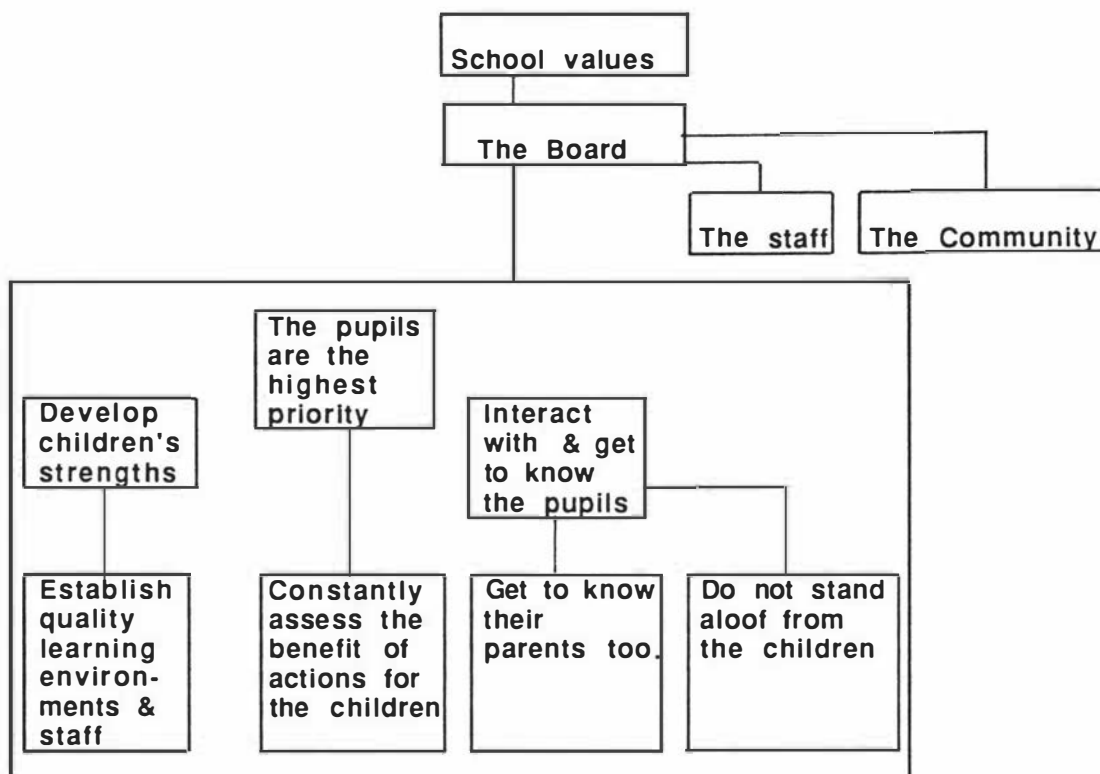 School values
The Board
The staff
The Community
The pupils
are the
highest
priority
Develop
children's
strengths
Interact
with & get
to know
the pupils
Establish
quality
learning
environ-
ments &
staff
Constantly
assess the
benefit of
actions for
the children
Get to know
their
parents too.
Do not stand
aloof from
the children